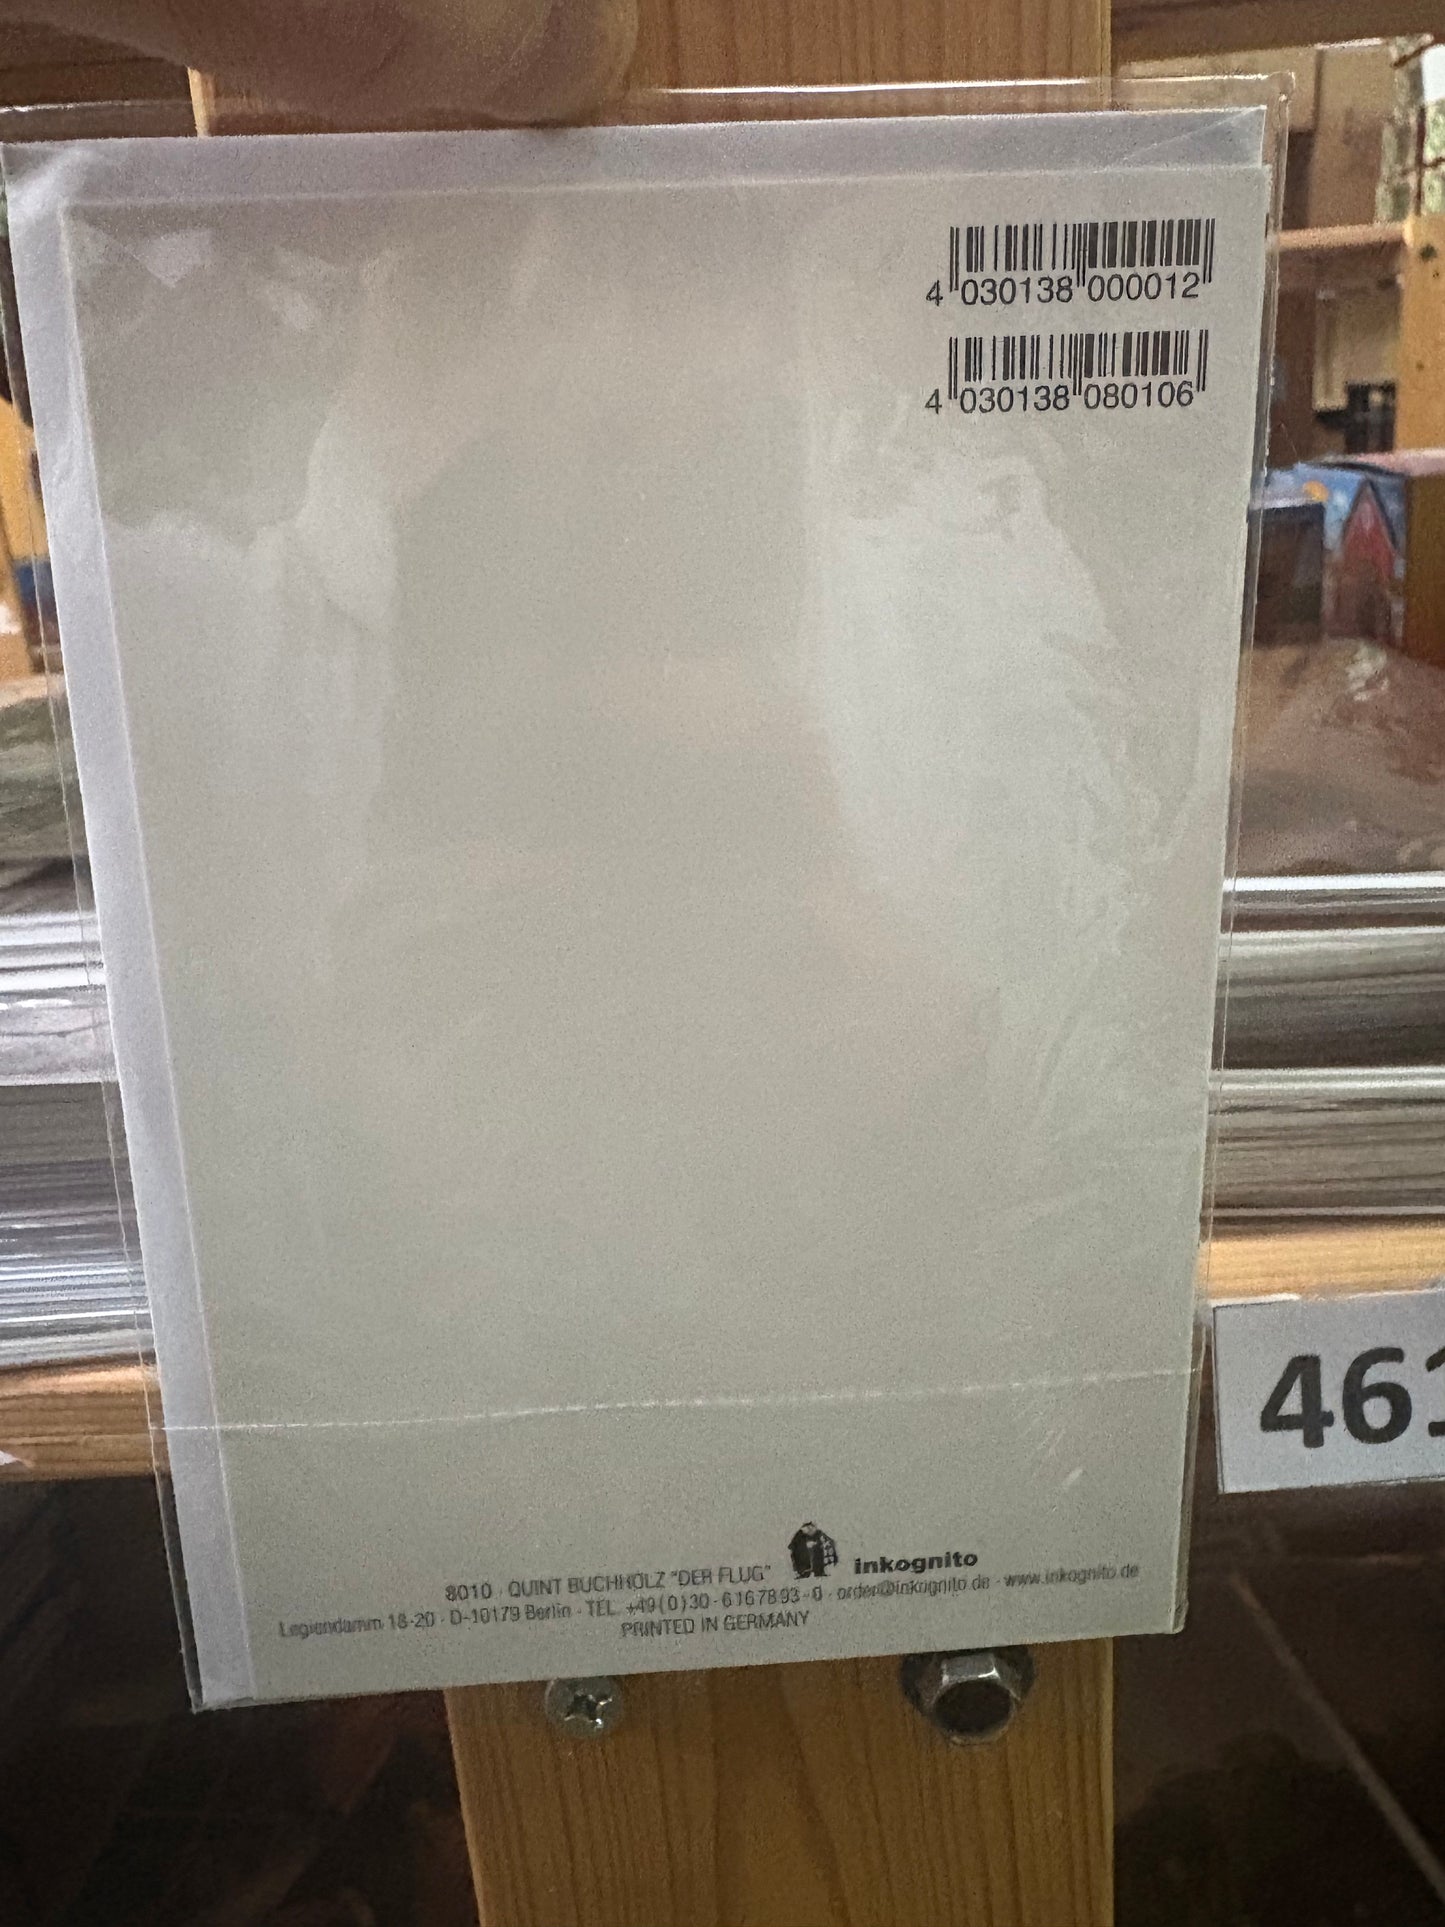 4 030138 000012
4 030138 080106
461
inkognito
8010 · QUINT BUCHHOLZ "DER FLUG"
Legiendamm 18-20 · D-10179 Berlin · TEL. +49(0)30-6167893-0 · order@inkognito.de · www.inkognito.de
PRINTED IN GERMANY